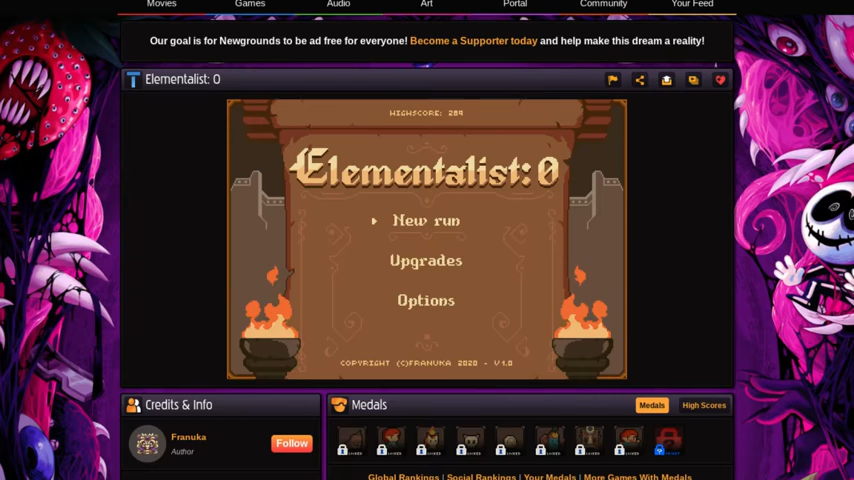 Movies Games Audio Art Portal Community Your Feed
Our goal is for Newgrounds to be ad free for everyone! Become a Supporter today and help make this dream a reality!
Elementalist: 0
HIGHSCORE: 289
Elementalist: 0
New run
Upgrades
Options
COPYRIGHT (C)FRANUKA 2020 - V1.0
Credits & Info
Franuka
Author
Follow
Medals
Medals High Scores
Global Rankings | Social Rankings | Your Medals | More Games With Medals